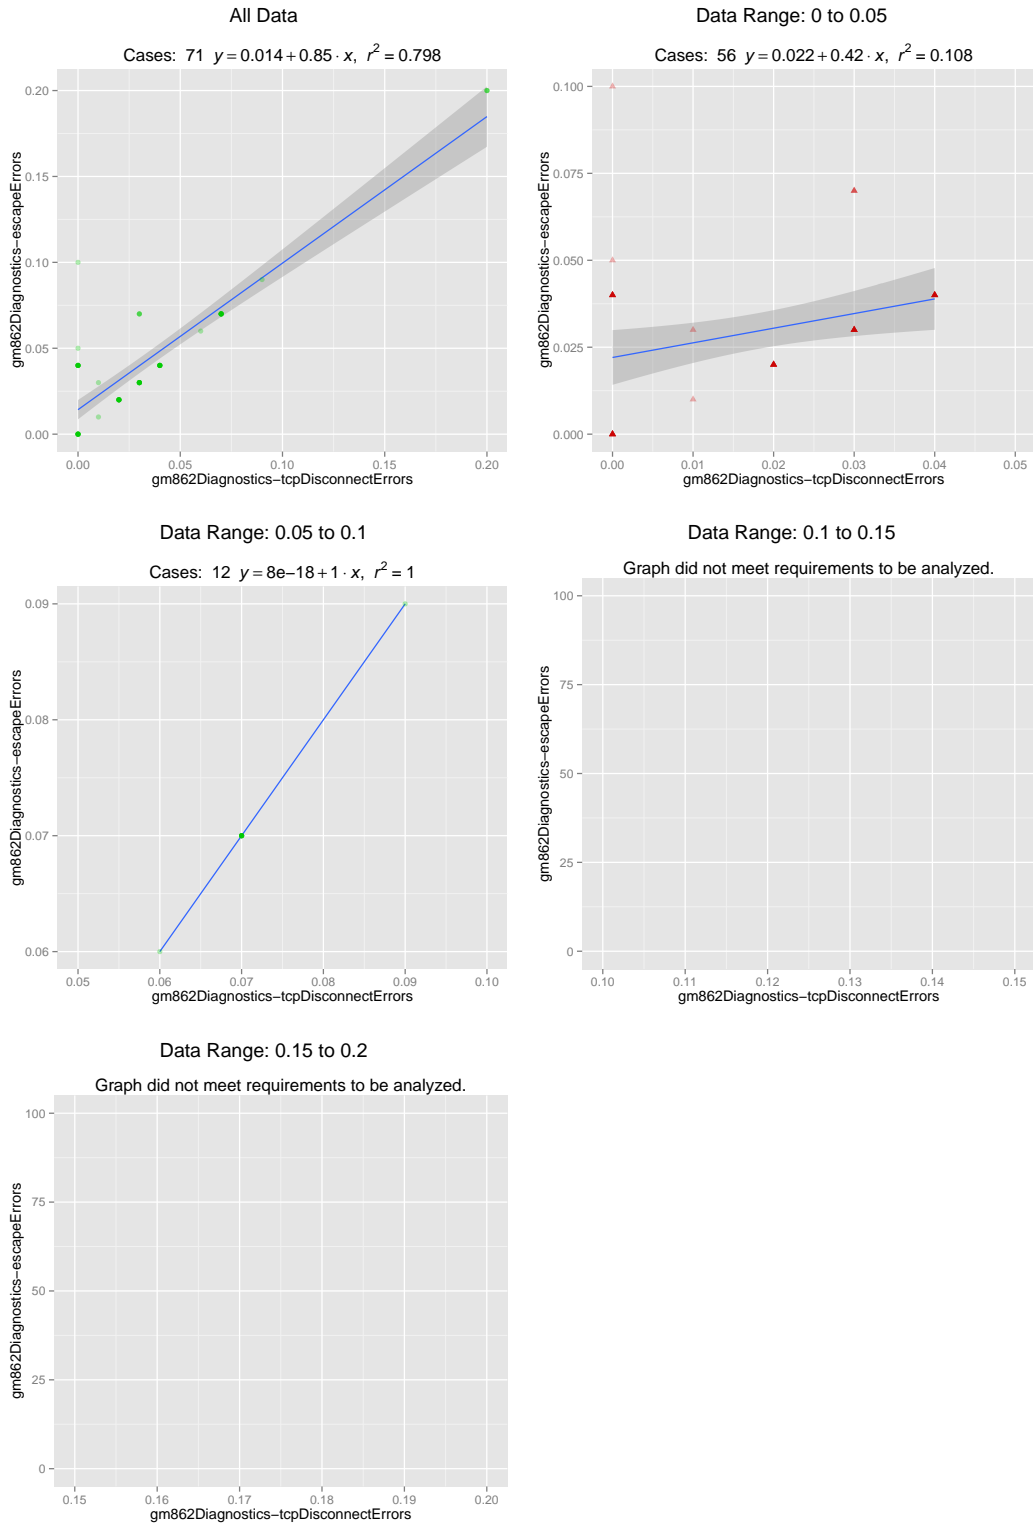 All Data
Cases: 71 y = 0.014 + 0.85 · x, r² = 0.798
0.20
0.15
0.10
0.05
0.00
gm862Diagnostics−escapeErrors
0.00 0.05 0.10 0.15 0.20
gm862Diagnostics−tcpDisconnectErrors
Data Range: 0 to 0.05
Cases: 56 y = 0.022 + 0.42 · x, r² = 0.108
0.100
0.075
0.050
0.025
0.000
gm862Diagnostics−escapeErrors
0.00 0.01 0.02 0.03 0.04 0.05
gm862Diagnostics−tcpDisconnectErrors
Data Range: 0.05 to 0.1
Cases: 12 y = 8e−18 + 1 · x, r² = 1
0.09
0.08
0.07
0.06
gm862Diagnostics−escapeErrors
0.05 0.06 0.07 0.08 0.09 0.10
gm862Diagnostics−tcpDisconnectErrors
Data Range: 0.1 to 0.15
Graph did not meet requirements to be analyzed.
100
75
50
25
0
gm862Diagnostics−escapeErrors
0.10 0.11 0.12 0.13 0.14 0.15
gm862Diagnostics−tcpDisconnectErrors
Data Range: 0.15 to 0.2
Graph did not meet requirements to be analyzed.
100
75
50
25
0
gm862Diagnostics−escapeErrors
0.15 0.16 0.17 0.18 0.19 0.20
gm862Diagnostics−tcpDisconnectErrors